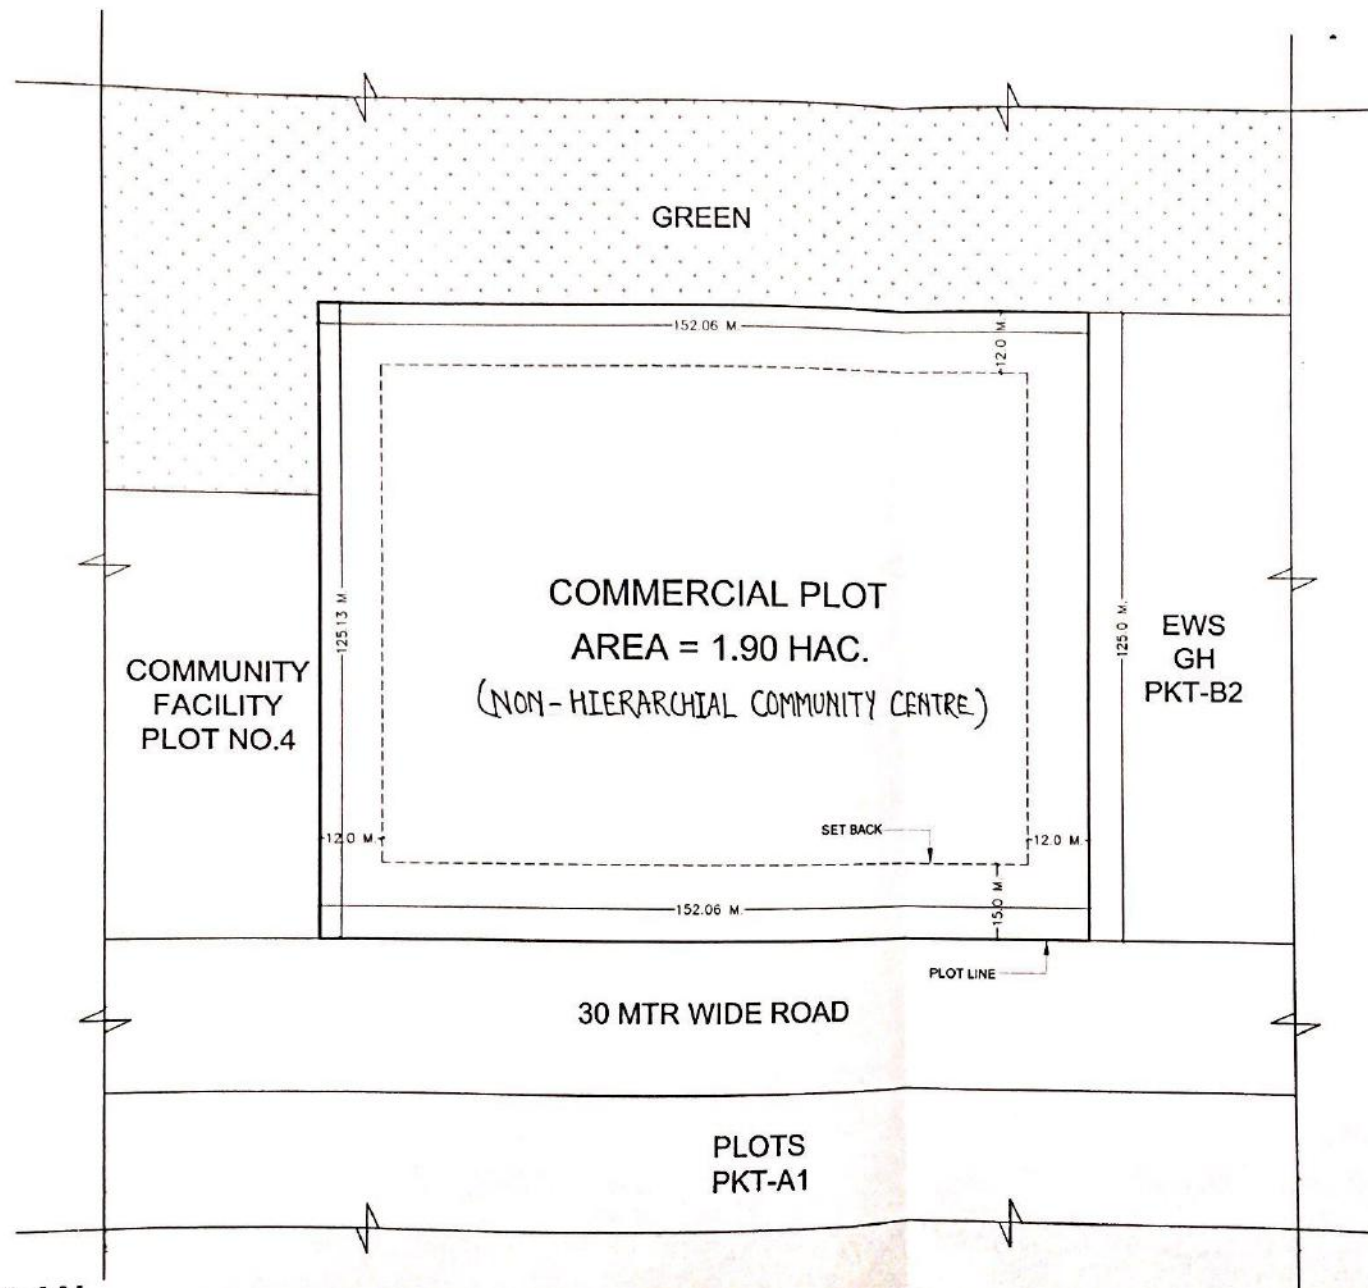 GREEN
152.06 M.
12.0 M.
COMMERCIAL PLOT
AREA = 1.90 HAC.
(NON-HIERARCHIAL COMMUNITY CENTRE)
125.13 M.
125.0 M.
COMMUNITY
FACILITY
PLOT NO.4
EWS
GH
PKT-B2
SET BACK
12.0 M.
12.0 M.
15.0 M
152.06 M.
PLOT LINE
30 MTR WIDE ROAD
PLOTS
PKT-A1